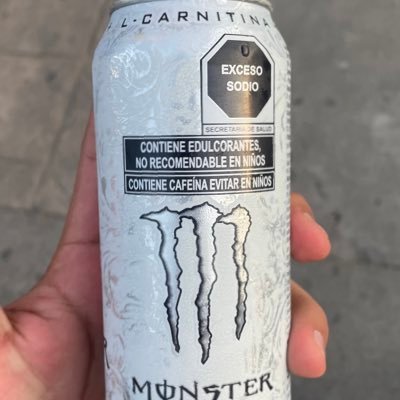 L-CARNITINA
EXCESO
SODIO
SECRETARÍA DE SALUD
CONTIENE EDULCORANTES,
NO RECOMENDABLE EN NIÑOS
CONTIENE CAFEÍNA EVITAR EN NIÑOS
MONSTER